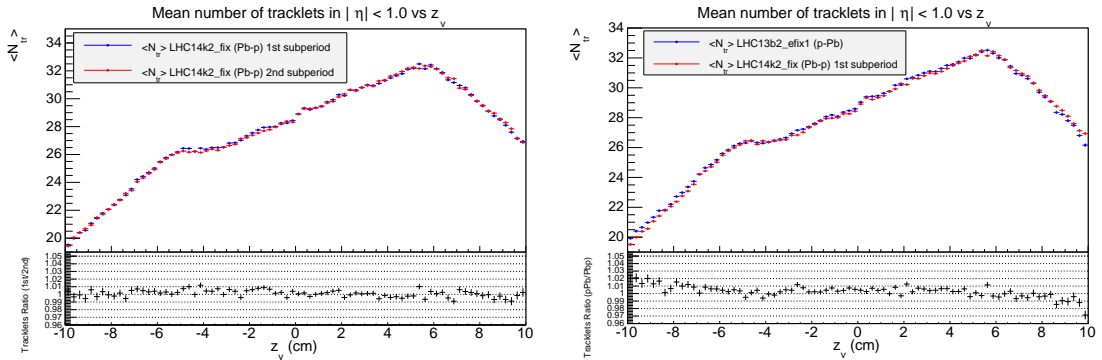 Mean number of tracklets in | η| < 1.0 vs z_v
<N_tr>
<N_tr> LHC14k2_fix (Pb-p) 1st subperiod
<N_tr> LHC14k2_fix (Pb-p) 2nd subperiod
34
32
30
28
26
24
22
20
Tracklets Ratio (1st/2nd)
1.05
1.04
1.03
1.02
1.01
1
0.99
0.98
0.97
0.96
-10 -8 -6 -4 -2 0 2 4 6 8 10
z_v (cm)
Mean number of tracklets in | η| < 1.0 vs z_v
<N_tr>
<N_tr> LHC13b2_efix1 (p-Pb)
<N_tr> LHC14k2_fix (Pb-p) 1st subperiod
34
32
30
28
26
24
22
20
Tracklets Ratio (pPb/Pbp)
1.05
1.04
1.03
1.02
1.01
1
0.99
0.98
0.97
0.96
-10 -8 -6 -4 -2 0 2 4 6 8 10
z_v (cm)